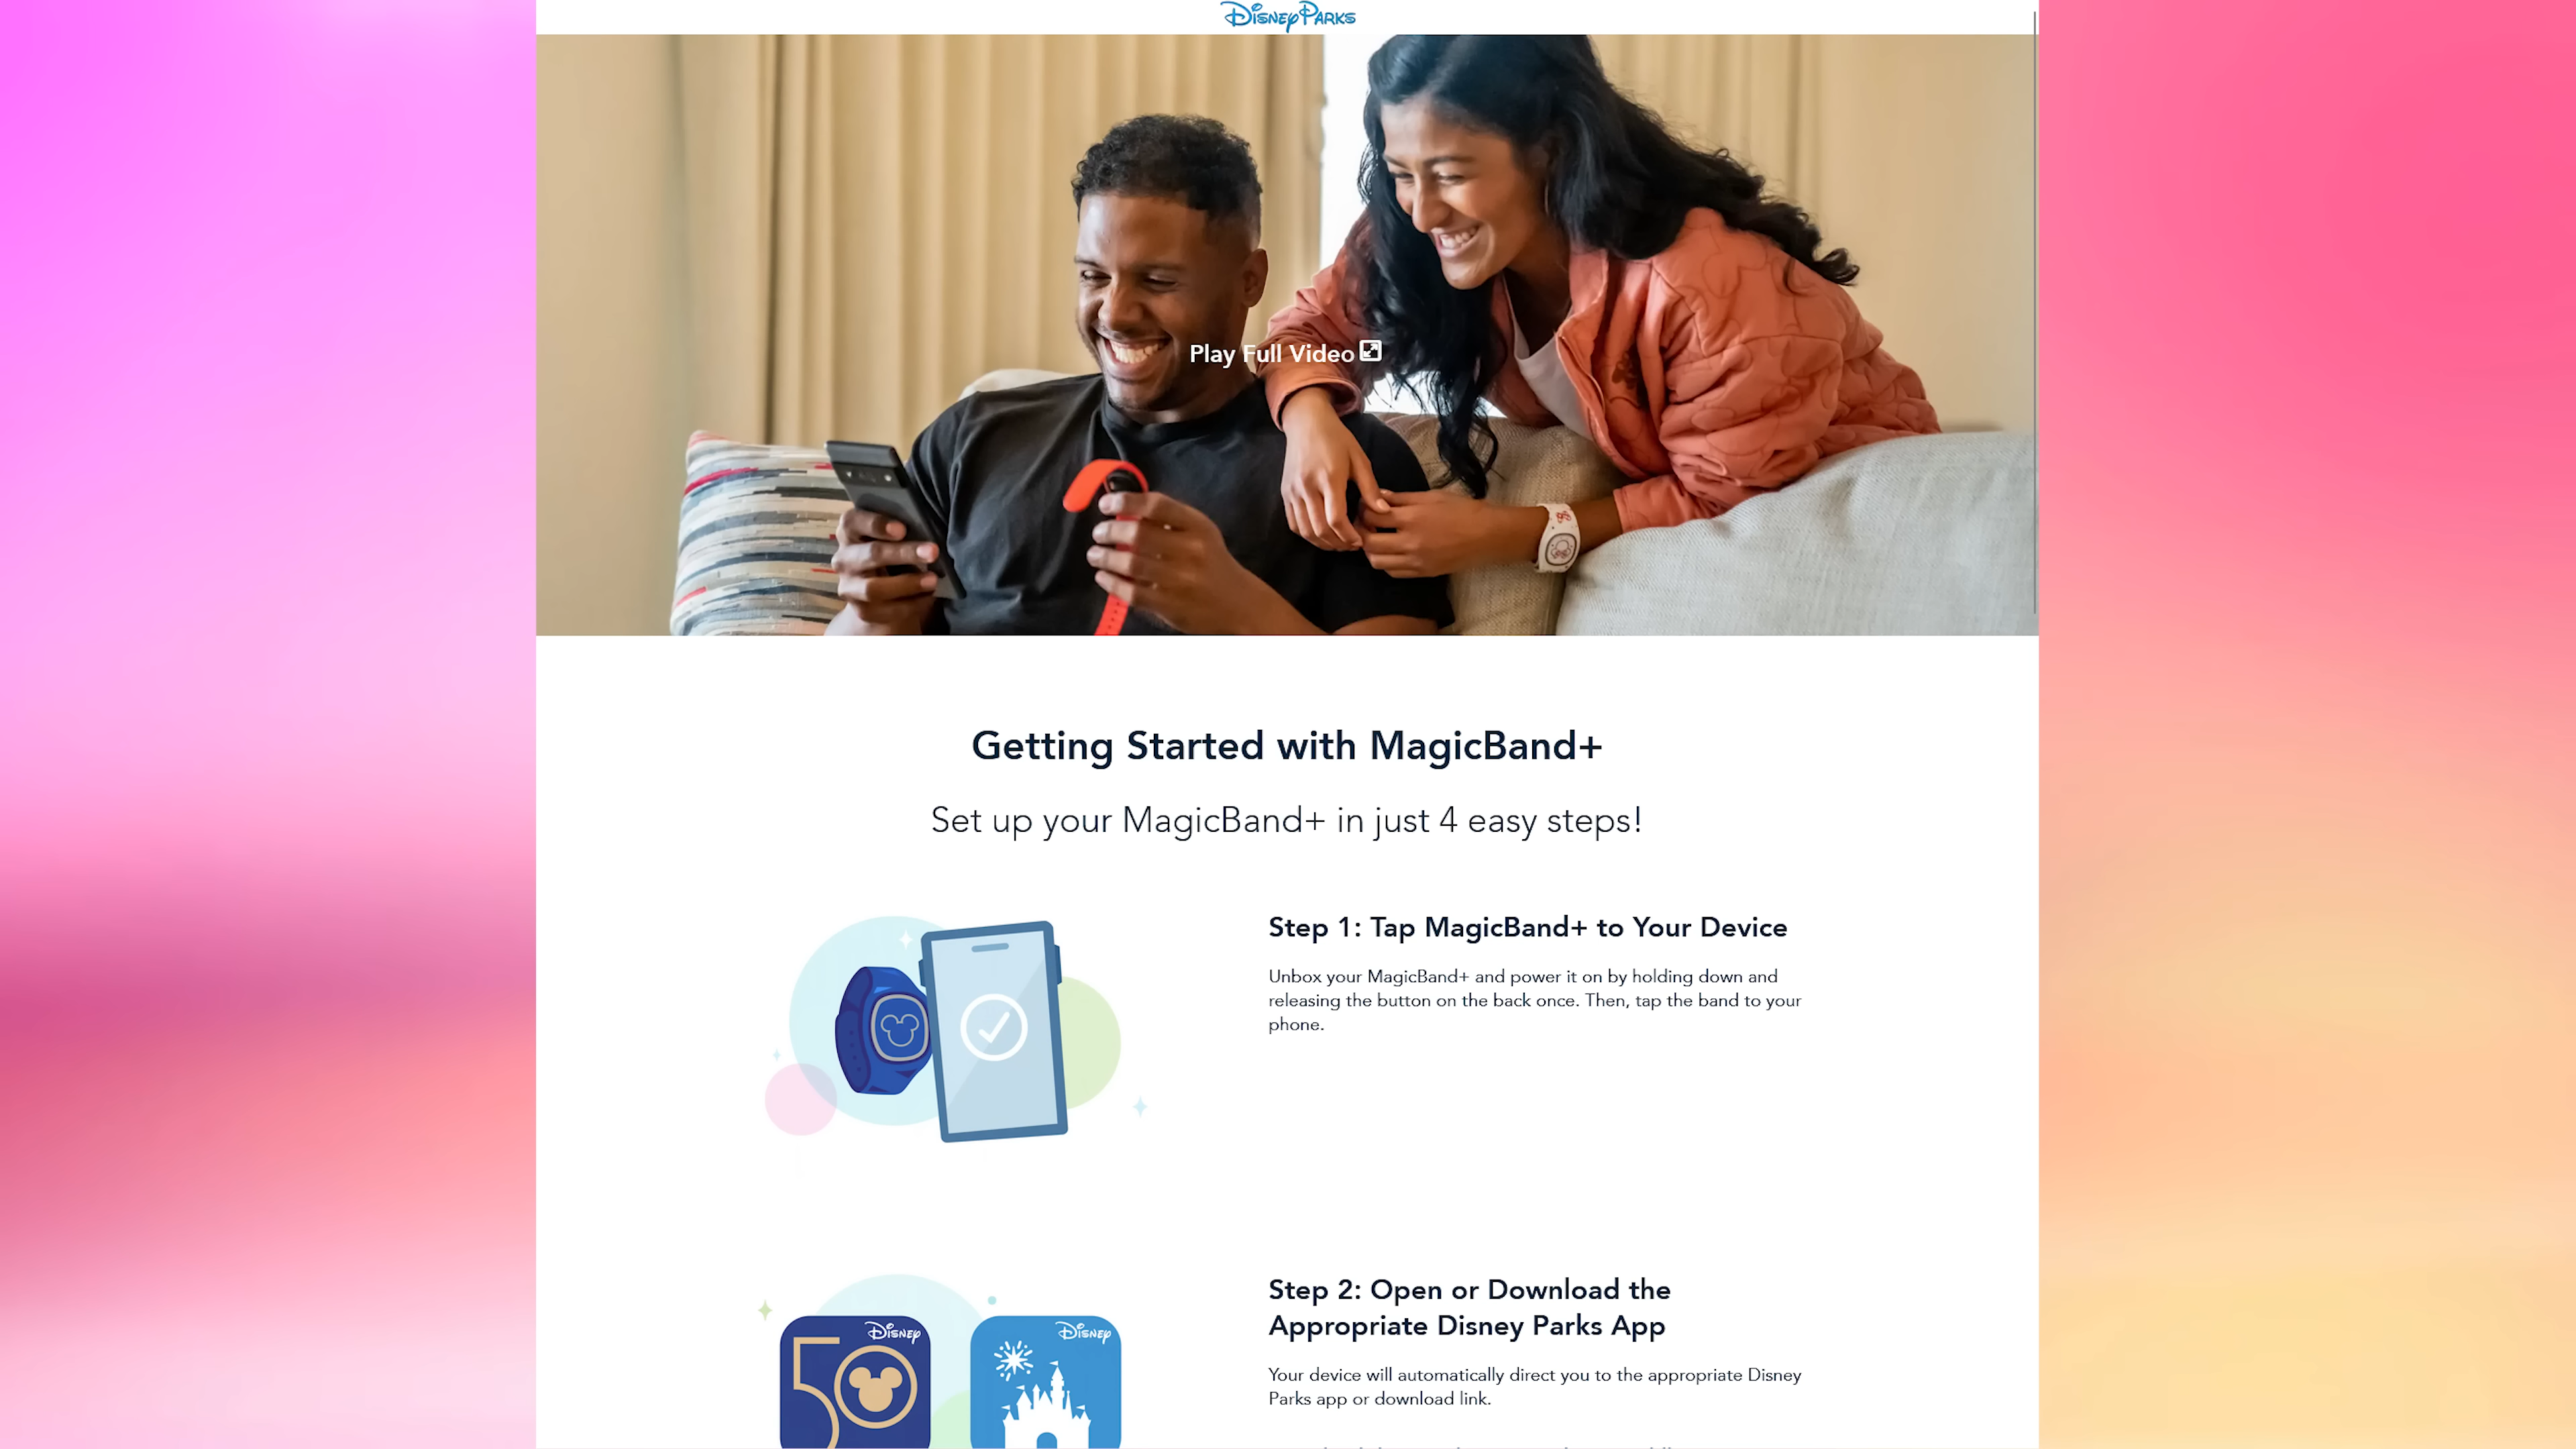 Disney Parks
Play Full Video
Getting Started with MagicBand+
Set up your MagicBand+ in just 4 easy steps!
Step 1: Tap MagicBand+ to Your Device
Unbox your MagicBand+ and power it on by holding down and
releasing the button on the back once. Then, tap the band to your
phone.
Step 2: Open or Download the
Appropriate Disney Parks App
Disney
50
Disney
Your device will automatically direct you to the appropriate Disney
Parks app or download link.